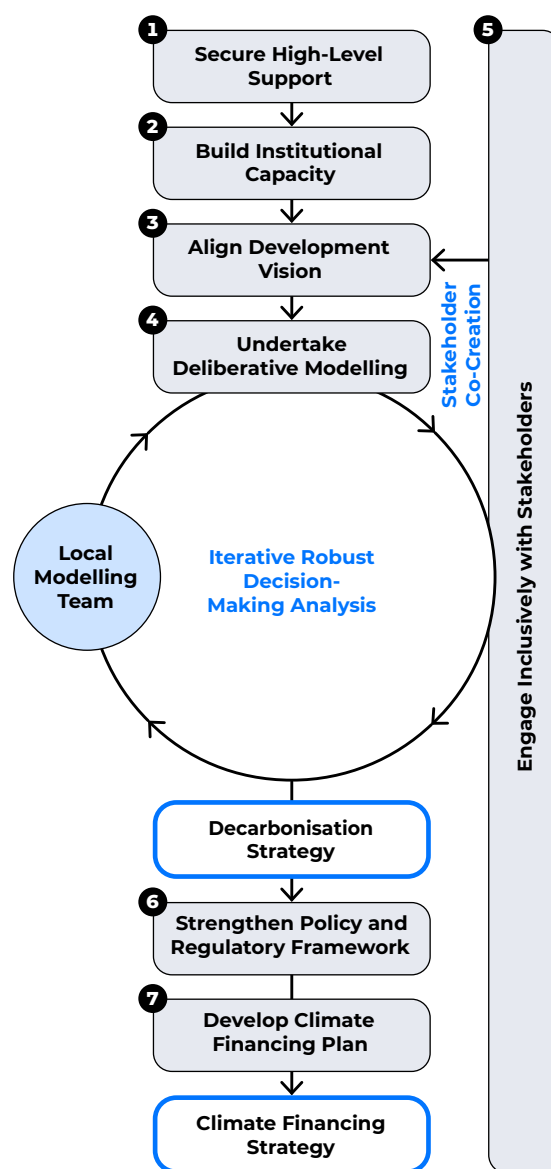 1
Secure High-Level
Support
2
Build Institutional
Capacity
3
Align Development
Vision
4
Undertake
Deliberative Modelling
5
Engage Inclusively with Stakeholders
Stakeholder
Co-Creation
Local
Modelling
Team
Iterative Robust
Decision-
Making Analysis
Decarbonisation
Strategy
6
Strengthen Policy and
Regulatory Framework
7
Develop Climate
Financing Plan
Climate Financing
Strategy